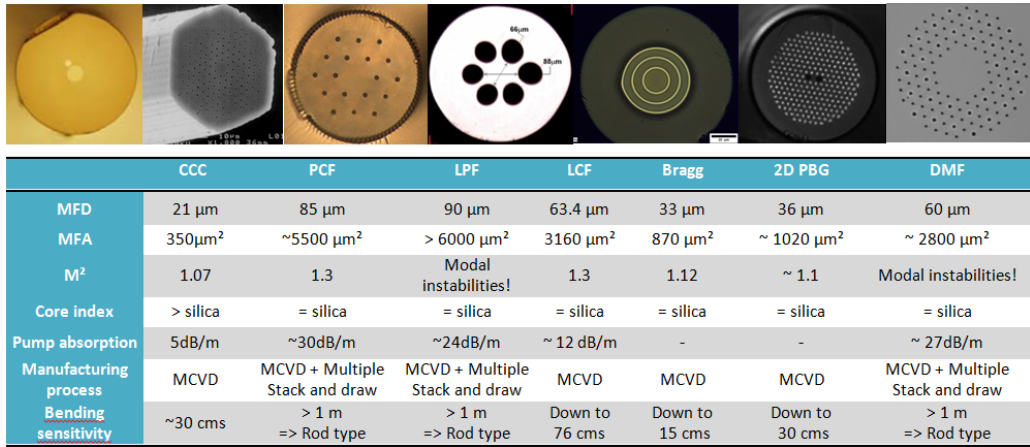 66µm
88µm
10µm L01
X1.800 36mm
CCC PCF LPF LCF Bragg 2D PBG DMF
MFD 21 µm 85 µm 90 µm 63.4 µm 33 µm 36 µm 60 µm
MFA 350µm² ~5500 µm² > 6000 µm² 3160 µm² 870 µm² ~ 1020 µm² ~ 2800 µm²
M² 1.07 1.3 Modal instabilities! 1.3 1.12 ~ 1.1 Modal instabilities!
Core index > silica = silica = silica = silica = silica = silica = silica
Pump absorption 5dB/m ~30dB/m ~24dB/m ~ 12 dB/m - - ~ 27dB/m
Manufacturing process MCVD MCVD + Multiple Stack and draw MCVD + Multiple Stack and draw MCVD MCVD MCVD MCVD + Multiple Stack and draw
Bending sensitivity ~30 cms > 1 m => Rod type > 1 m => Rod type Down to 76 cms Down to 15 cms Down to 30 cms > 1 m => Rod type